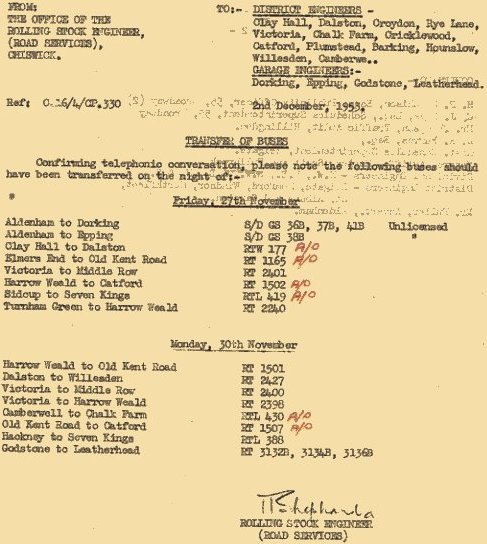 FROM:
THE OFFICE OF THE
ROLLING STOCK ENGINEER,
(ROAD SERVICES),
CHISWICK.
TO:- DISTRICT ENGINEERS -
Clay Hall, Dalston, Croydon, Rye Lane,
Victoria, Chalk Farm, Cricklewood,
Catford, Plumstead, Barking, Hounslow,
Willesden, Camberwe..
GARAGE ENGINEERS:-
Dorking, Epping, Godstone, Leatherhead.
Ref: O.16/4/CP.330
2nd December, 1953.
TRANSFER OF BUSES
Confirming telephonic conversation, please note the following buses should
have been transferred on the night of:-
Friday, 27th November
Aldenham to Dorking S/D GS 36B, 37B, 41B Unlicensed
Aldenham to Epping S/D GS 38B "
Clay Hall to Dalston RTW 177 A/O
Elmers End to Old Kent Road RT 1165 A/O
Victoria to Middle Row RT 2401
Harrow Weald to Catford RT 1502 A/O
Sidcup to Seven Kings RTL 419 A/O
Turnham Green to Harrow Weald RT 2240
Monday, 30th November
Harrow Weald to Old Kent Road RT 1501
Dalston to Willesden RT 2427
Victoria to Middle Row RT 2400
Victoria to Harrow Weald RT 2398
Camberwell to Chalk Farm RTL 430 A/O
Old Kent Road to Catford RT 1507 A/O
Hackney to Seven Kings RTL 388
Godstone to Leatherhead RT 3132B, 3134B, 3136B
ROLLING STOCK ENGINEER
(ROAD SERVICES)